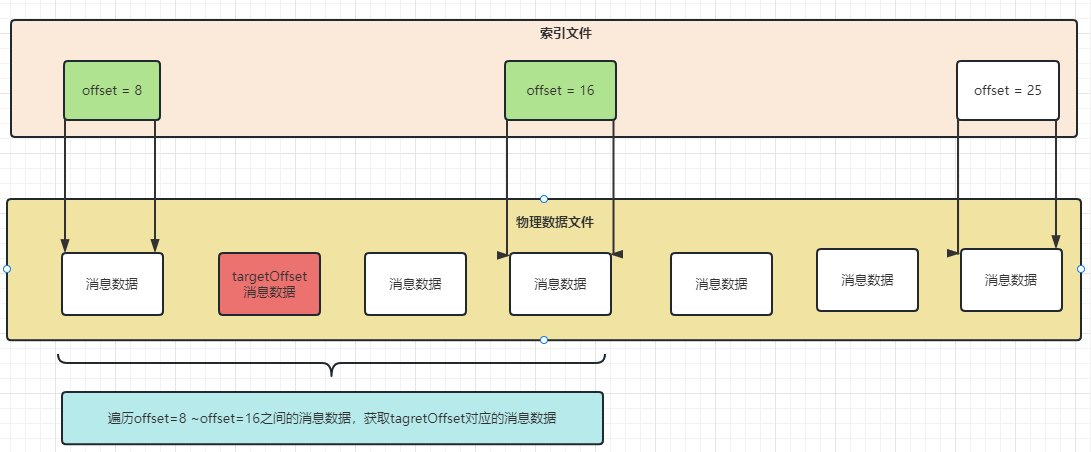 索引文件
offset = 8
offset = 16
offset = 25
物理数据文件
消息数据
targetOffset
消息数据
消息数据
消息数据
消息数据
消息数据
消息数据
遍历offset=8 ~offset=16之间的消息数据，获取tagretOffset对应的消息数据